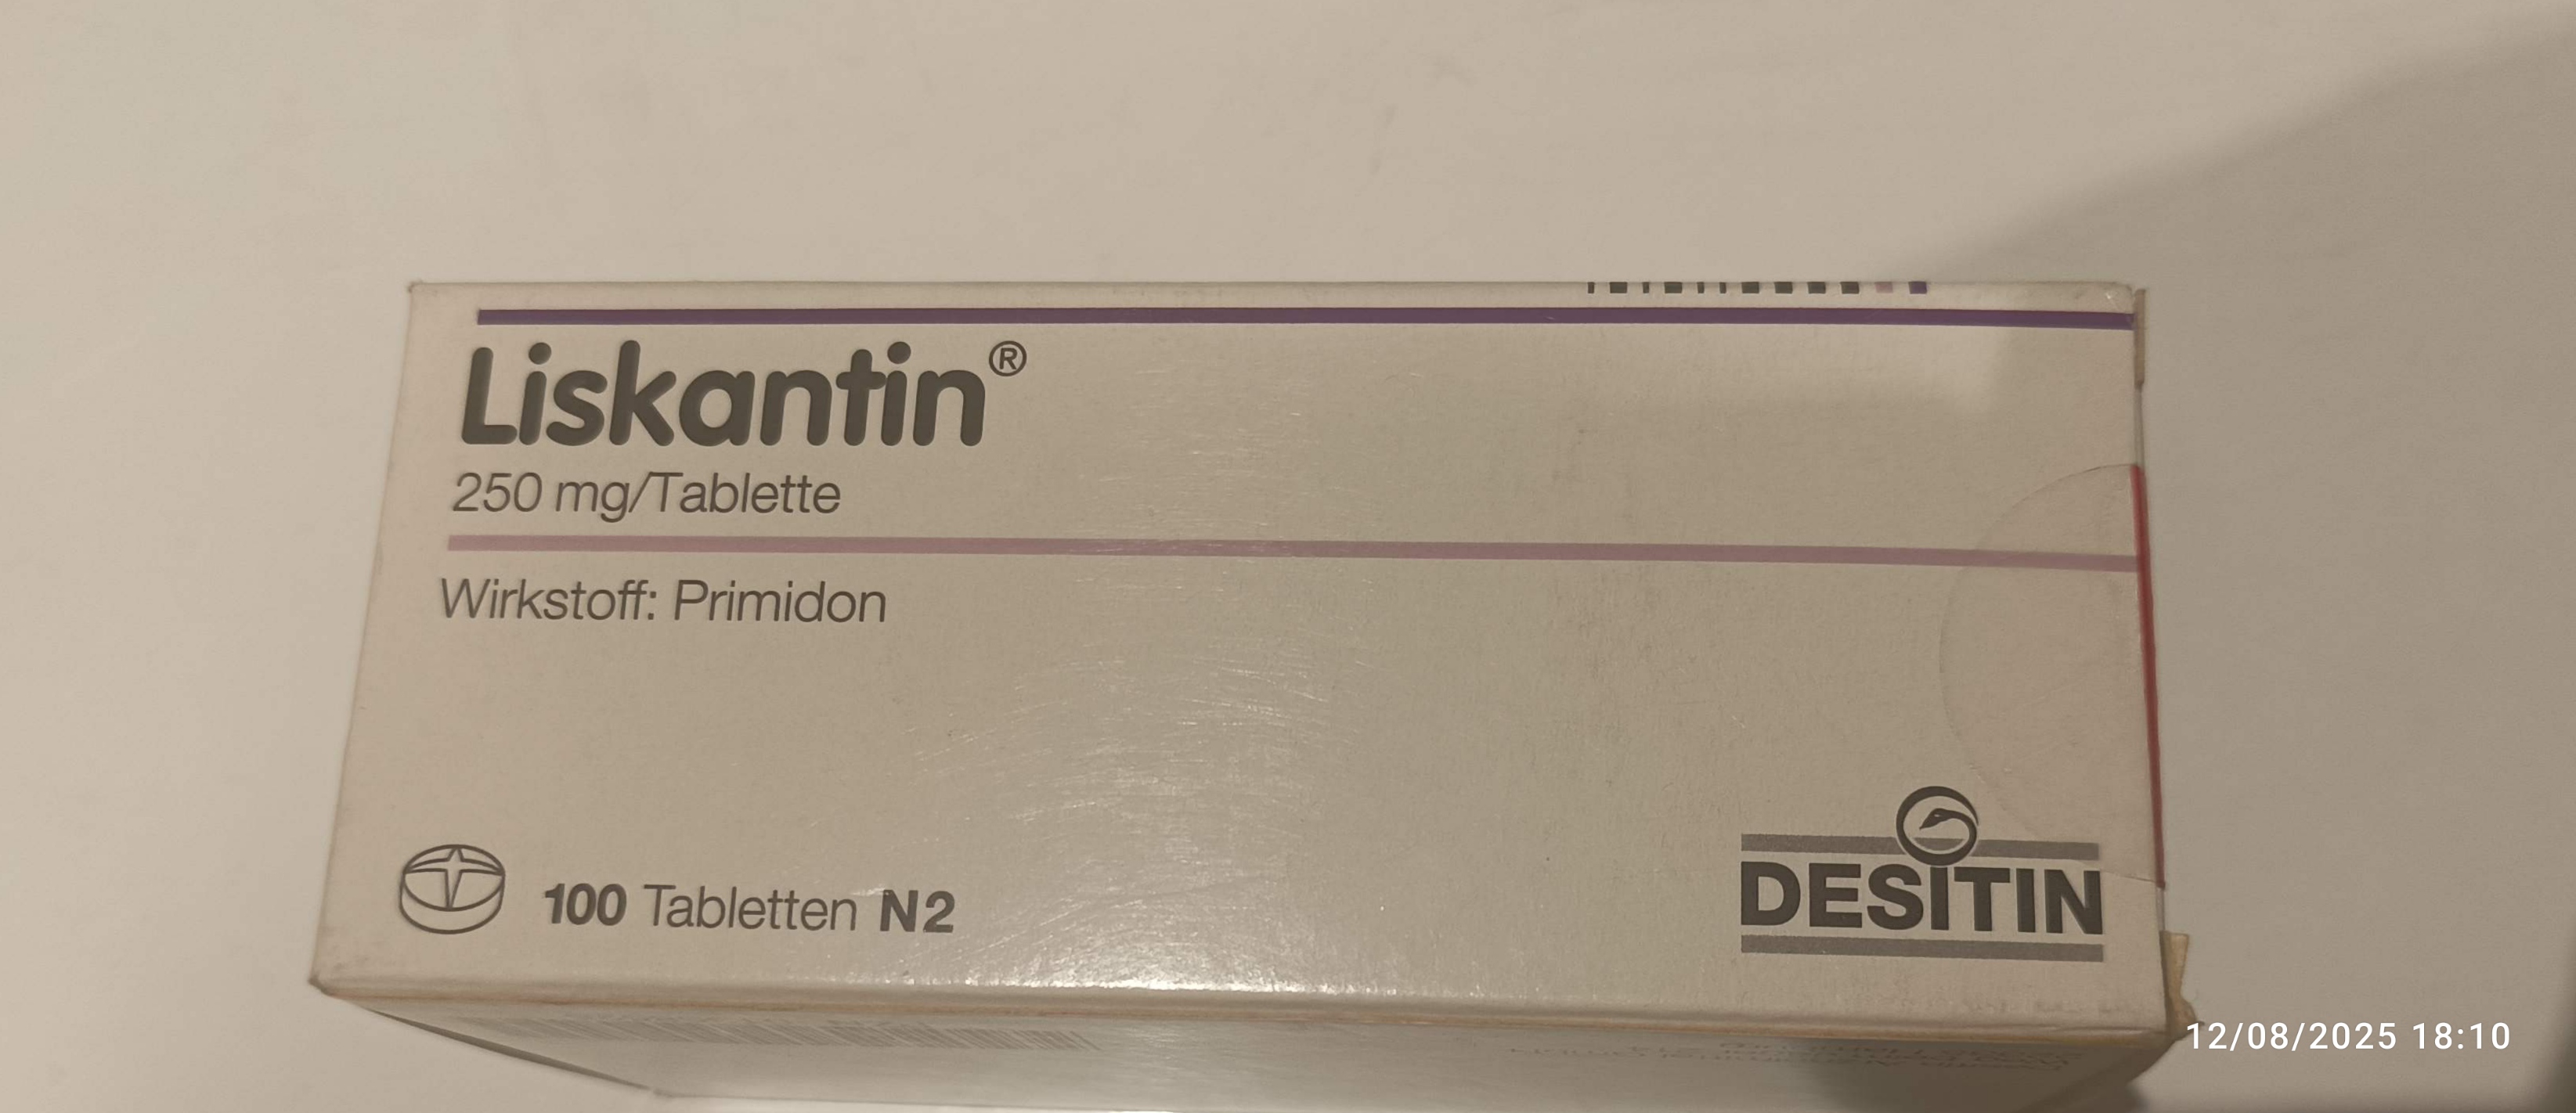 Liskantin®
250 mg/Tablette
Wirkstoff: Primidon
100 Tabletten N2
DESITIN
12/08/2025 18:10